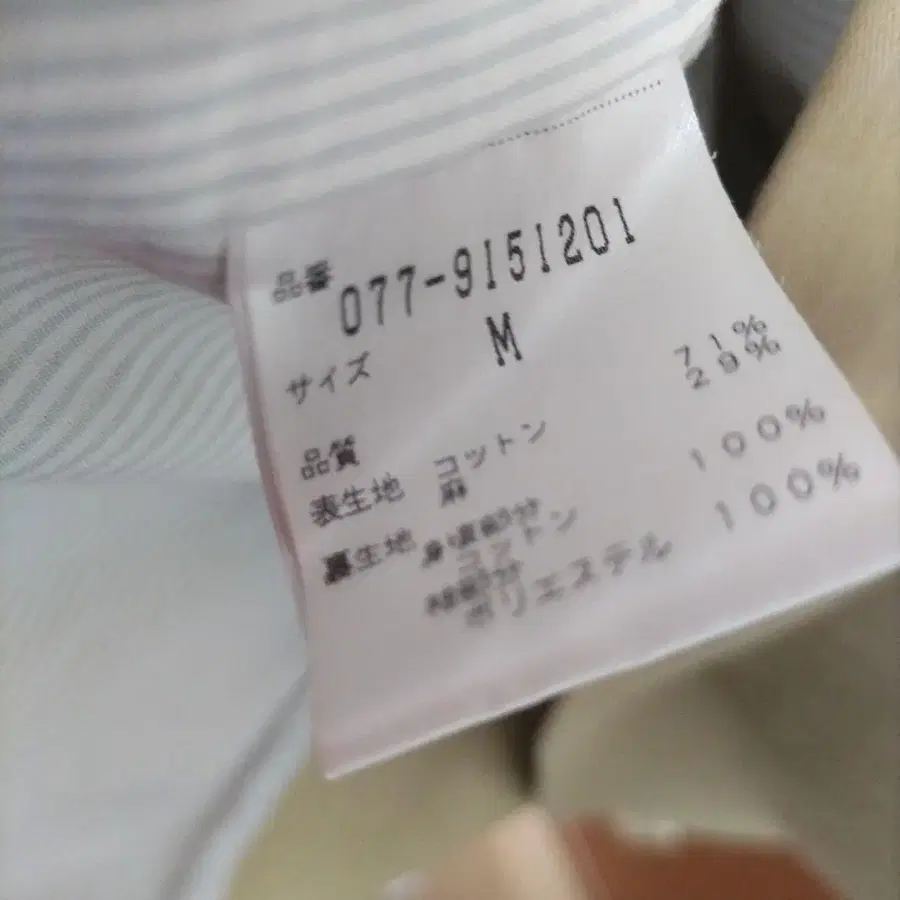 品番 077-9151201
サイズ M
品質
表生地 コットン 71%
麻 29%
裏生地 身頃部分
コットン 100%
袖部分
ポリエステル 100%